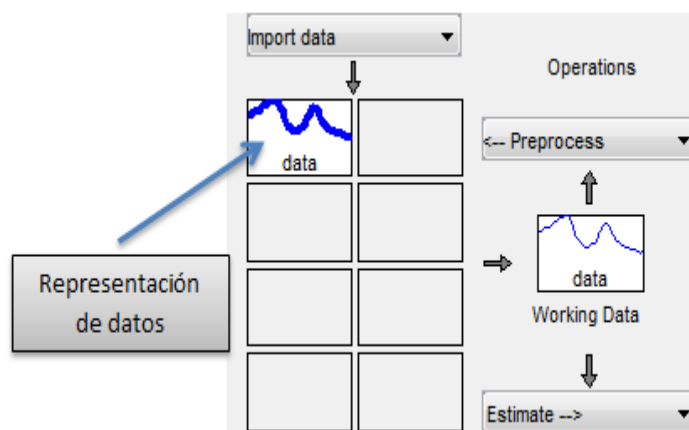 Import data
Operations
data
<-- Preprocess
data
Working Data
Representación
de datos
Estimate -->